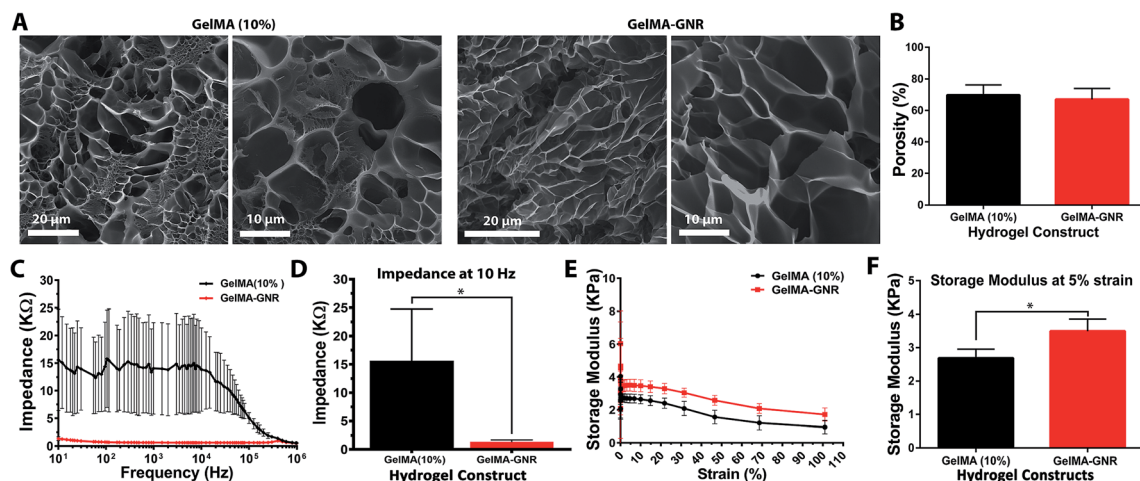 A
GelMA (10%)
GelMA-GNR
20 μm
10 μm
20 μm
10 μm
B
Porosity (%)
100
80
60
40
20
0
GelMA (10%)
GelMA-GNR
Hydrogel Construct
C
Impedance (KΩ)
30
25
20
15
10
5
0
GelMA(10% )
GelMA-GNR
10¹
10²
10³
10⁴
10⁵
10⁶
Frequency (Hz)
D
Impedance at 10 Hz
Impedance (KΩ)
30
25
20
15
10
5
0
*
GelMA(10%)
GelMA-GNR
Hydrogel Construct
E
Storage Modulus (KPa)
10
8
6
4
2
0
GelMA (10%)
GelMA-GNR
0
10
20
30
40
50
60
70
80
90
100
110
Strain (%)
F
Storage Modulus at 5% strain
Storage Modulus (KPa)
5
4
3
2
1
0
*
GelMA (10%)
GelMA-GNR
Hydrogel Constructs